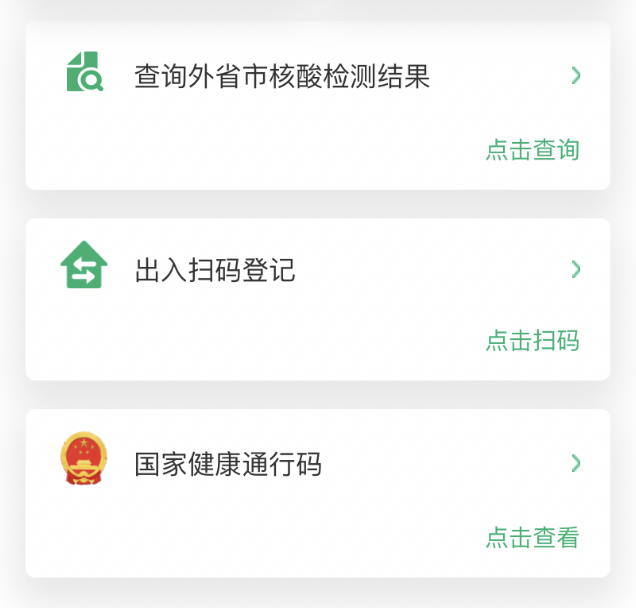 查询外省市核酸检测结果
点击查询
出入扫码登记
点击扫码
国家健康通行码
点击查看